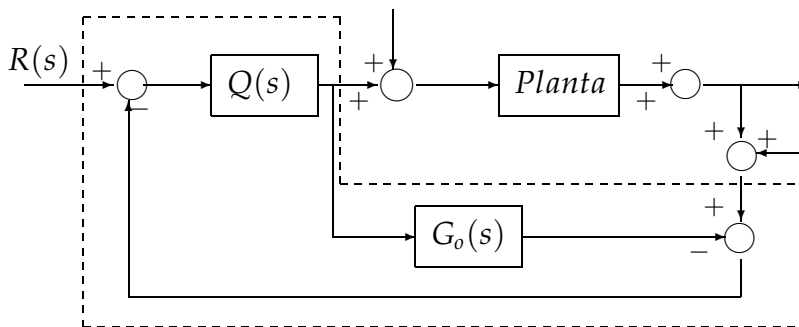 R(s)
+
−
Q(s)
+
+
Planta
+
+
+
+
+
−
G_o(s)